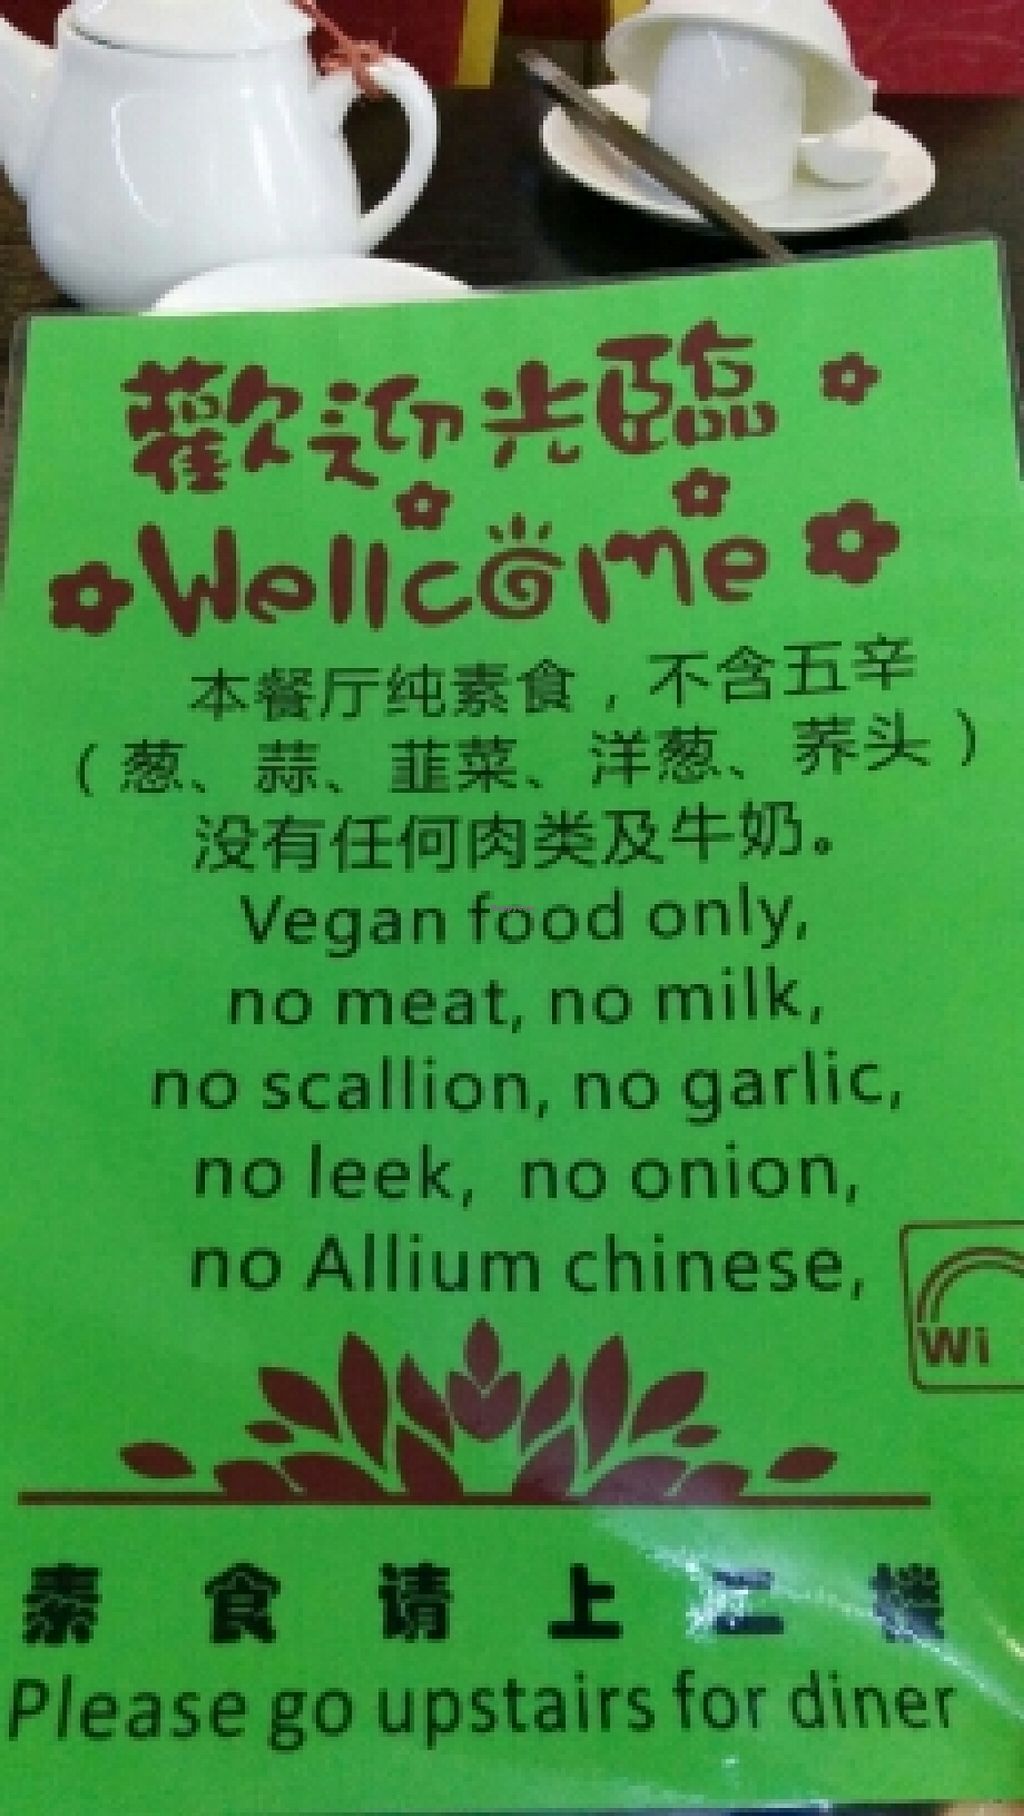 歡迎光臨
Wellcome
本餐厅纯素食，不含五辛
（葱、蒜、韮菜、洋葱、荞头）
没有任何肉类及牛奶。
Vegan food only,
no meat, no milk,
no scallion, no garlic,
no leek, no onion,
no Allium chinese,
Wi
素食请上二楼
Please go upstairs for diner